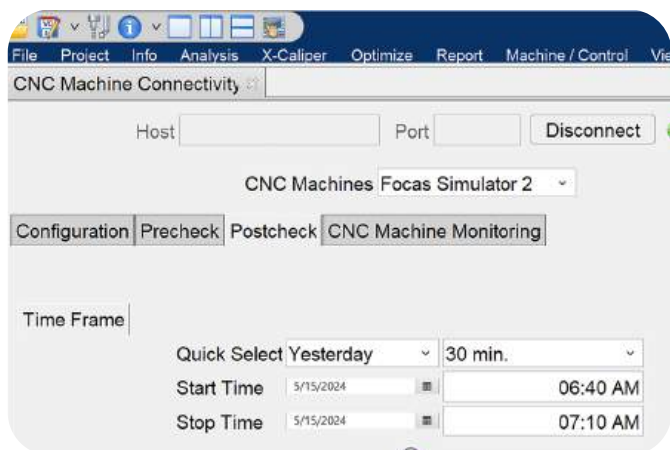 File Project Info Analysis X-Caliper Optimize Report Machine / Control
CNC Machine Connectivity
Host Port Disconnect
CNC Machines Focas Simulator 2
Configuration Precheck Postcheck CNC Machine Monitoring
Time Frame
Quick Select Yesterday 30 min.
Start Time 5/15/2024 06:40 AM
Stop Time 5/15/2024 07:10 AM